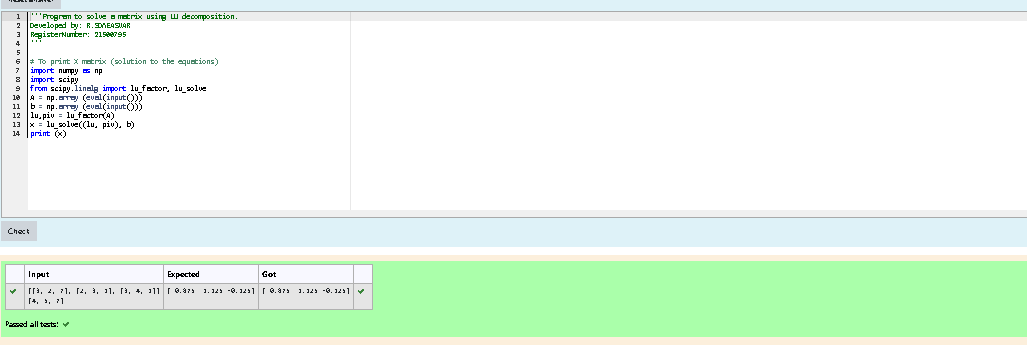 1 '''Program to solve a matrix using LU decomposition.
2 Developed by:
3 RegisterNumber: 21500795
4 '''
5
6 # To print X matrix (solution to the equations)
7 import numpy as np
8 import scipy
9 from scipy.linalg import lu_factor, lu_solve
10 A = np.array (eval(input()))
11 b = np.array (eval(input()))
12 lu,piv = lu_factor(A)
13 x = lu_solve((lu, piv), b)
14 print (x)
Check
Input Expected Got
[[3, 2, 7], [2, 3, 1], [3, 4, 1]] [ 0.875 1.125 -0.125] [ 0.875 1.125 -0.125]
[4, 5, 7]
Passed all tests!